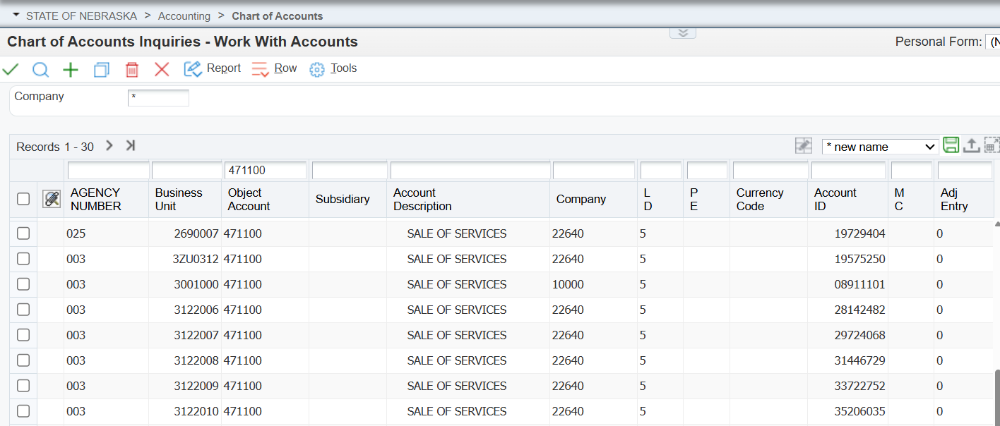 STATE OF NEBRASKA > Accounting > Chart of Accounts
Chart of Accounts Inquiries - Work With Accounts
Personal Form: (N
Report Row Tools
Company *
Records 1 - 30
* new name
471100
AGENCY NUMBER Business Unit Object Account Subsidiary Account Description Company L D P E Currency Code Account ID M C Adj Entry
025 2690007 471100 SALE OF SERVICES 22640 5 19729404 0
003 3ZU0312 471100 SALE OF SERVICES 22640 5 19575250 0
003 3001000 471100 SALE OF SERVICES 10000 5 08911101 0
003 3122006 471100 SALE OF SERVICES 22640 5 28142482 0
003 3122007 471100 SALE OF SERVICES 22640 5 29724068 0
003 3122008 471100 SALE OF SERVICES 22640 5 31446729 0
003 3122009 471100 SALE OF SERVICES 22640 5 33722752 0
003 3122010 471100 SALE OF SERVICES 22640 5 35206035 0